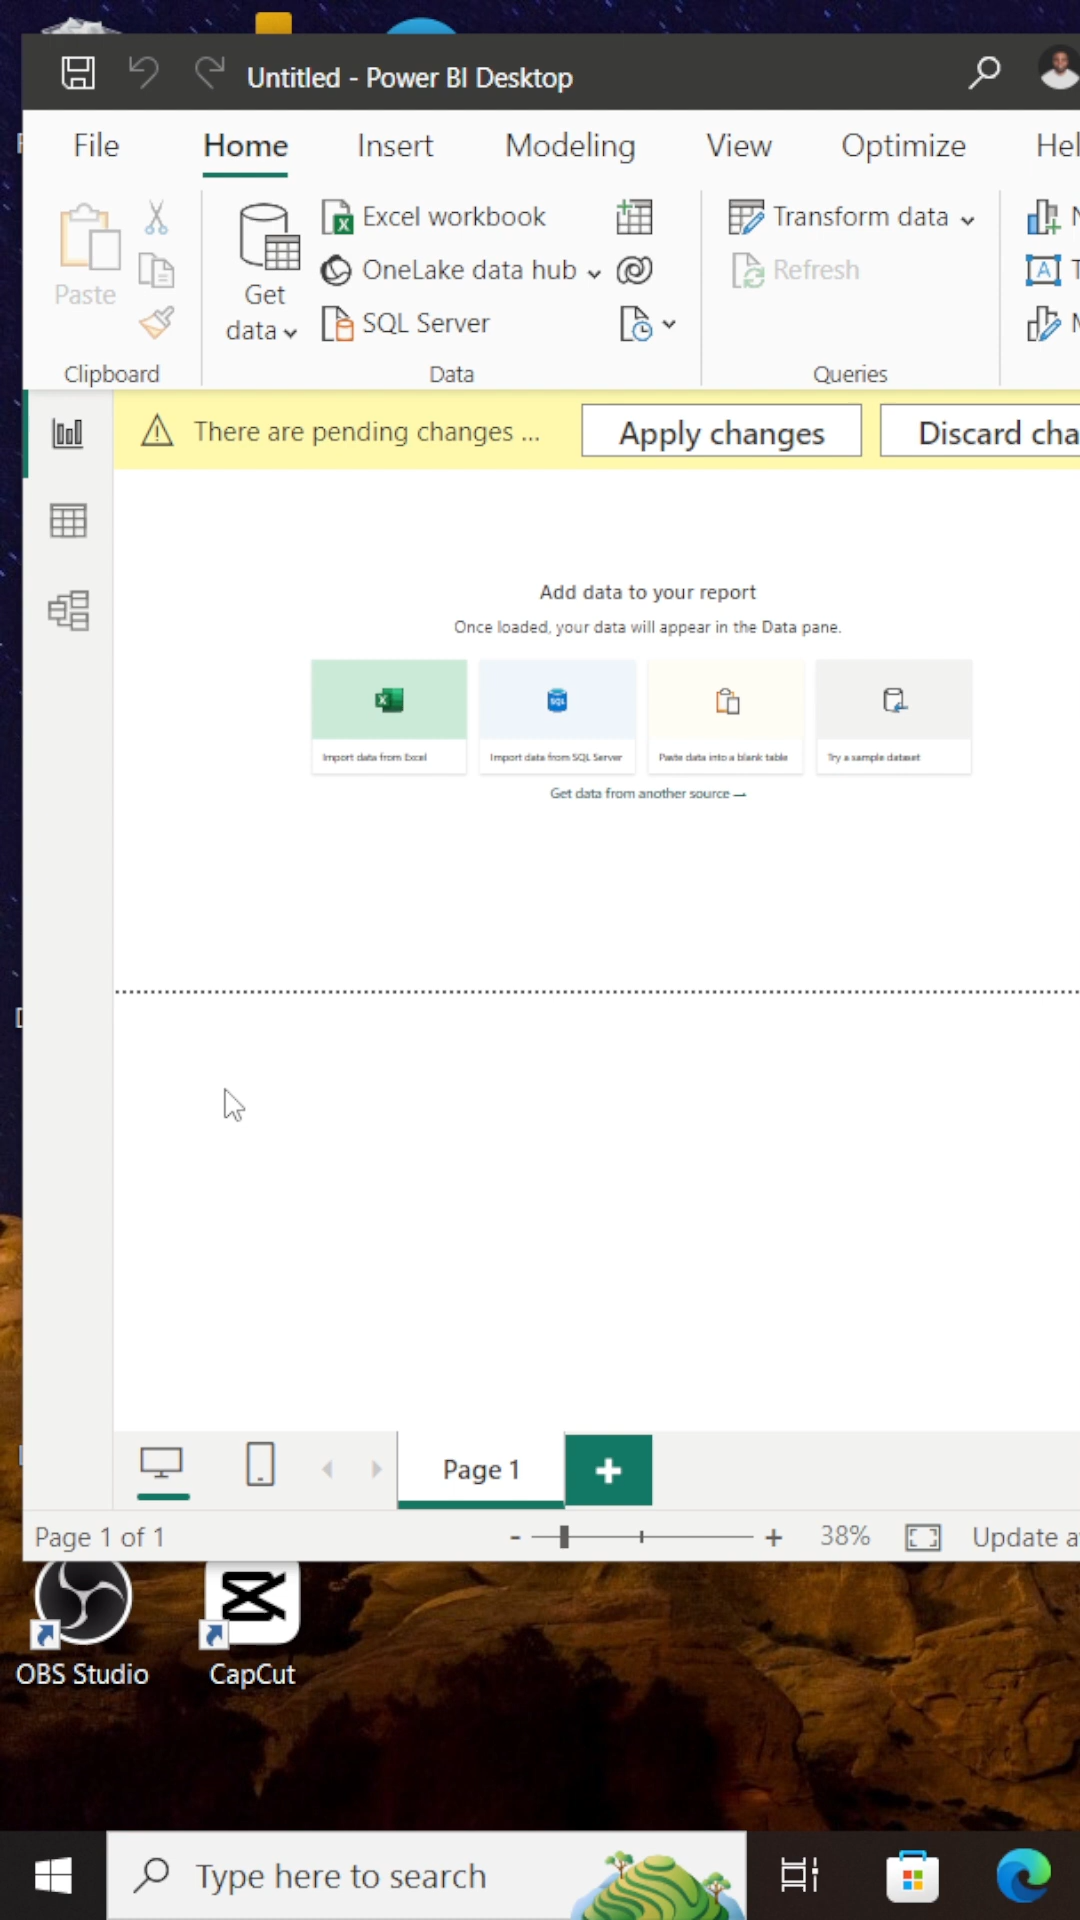 Untitled - Power BI Desktop
File Home Insert Modeling View Optimize Hel
Paste
Get
data
Excel workbook
OneLake data hub
SQL Server
Transform data
Refresh
Clipboard Data Queries
There are pending changes ... Apply changes Discard cha
Add data to your report
Once loaded, your data will appear in the Data pane.
SQL
Import data from Excel Import data from SQL Server Paste data into a blank table Try a sample dataset
Get data from another source →
Page 1
Page 1 of 1 - + 38% Update a
OBS Studio CapCut
Type here to search